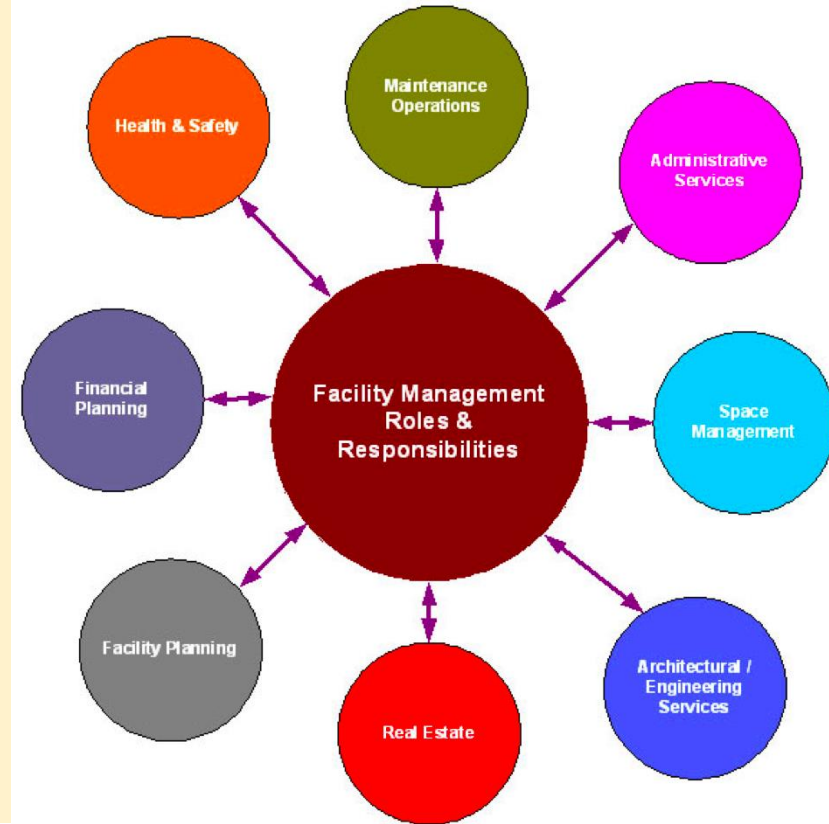 Maintenance
Operations
Health & Safety
Administrative
Services
Financial
Planning
Facility Management
Roles &
Responsibilities
Space
Management
Facility Planning
Real Estate
Architectural /
Engineering
Services